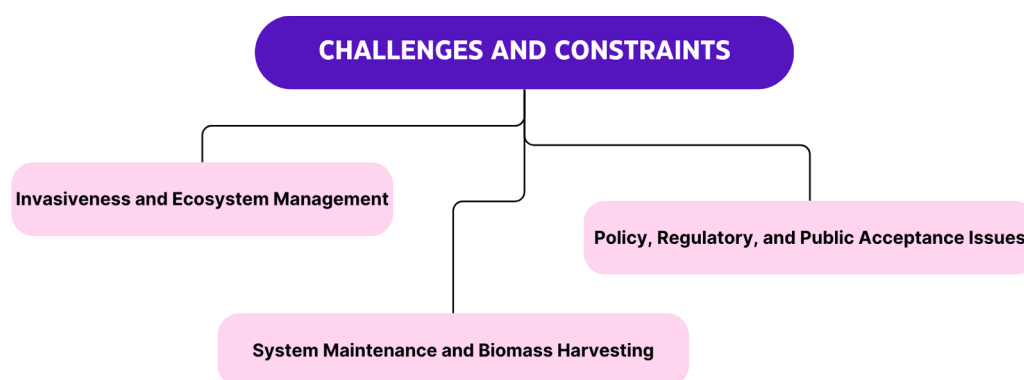 CHALLENGES AND CONSTRAINTS
Invasiveness and Ecosystem Management
Policy, Regulatory, and Public Acceptance Issues
System Maintenance and Biomass Harvesting